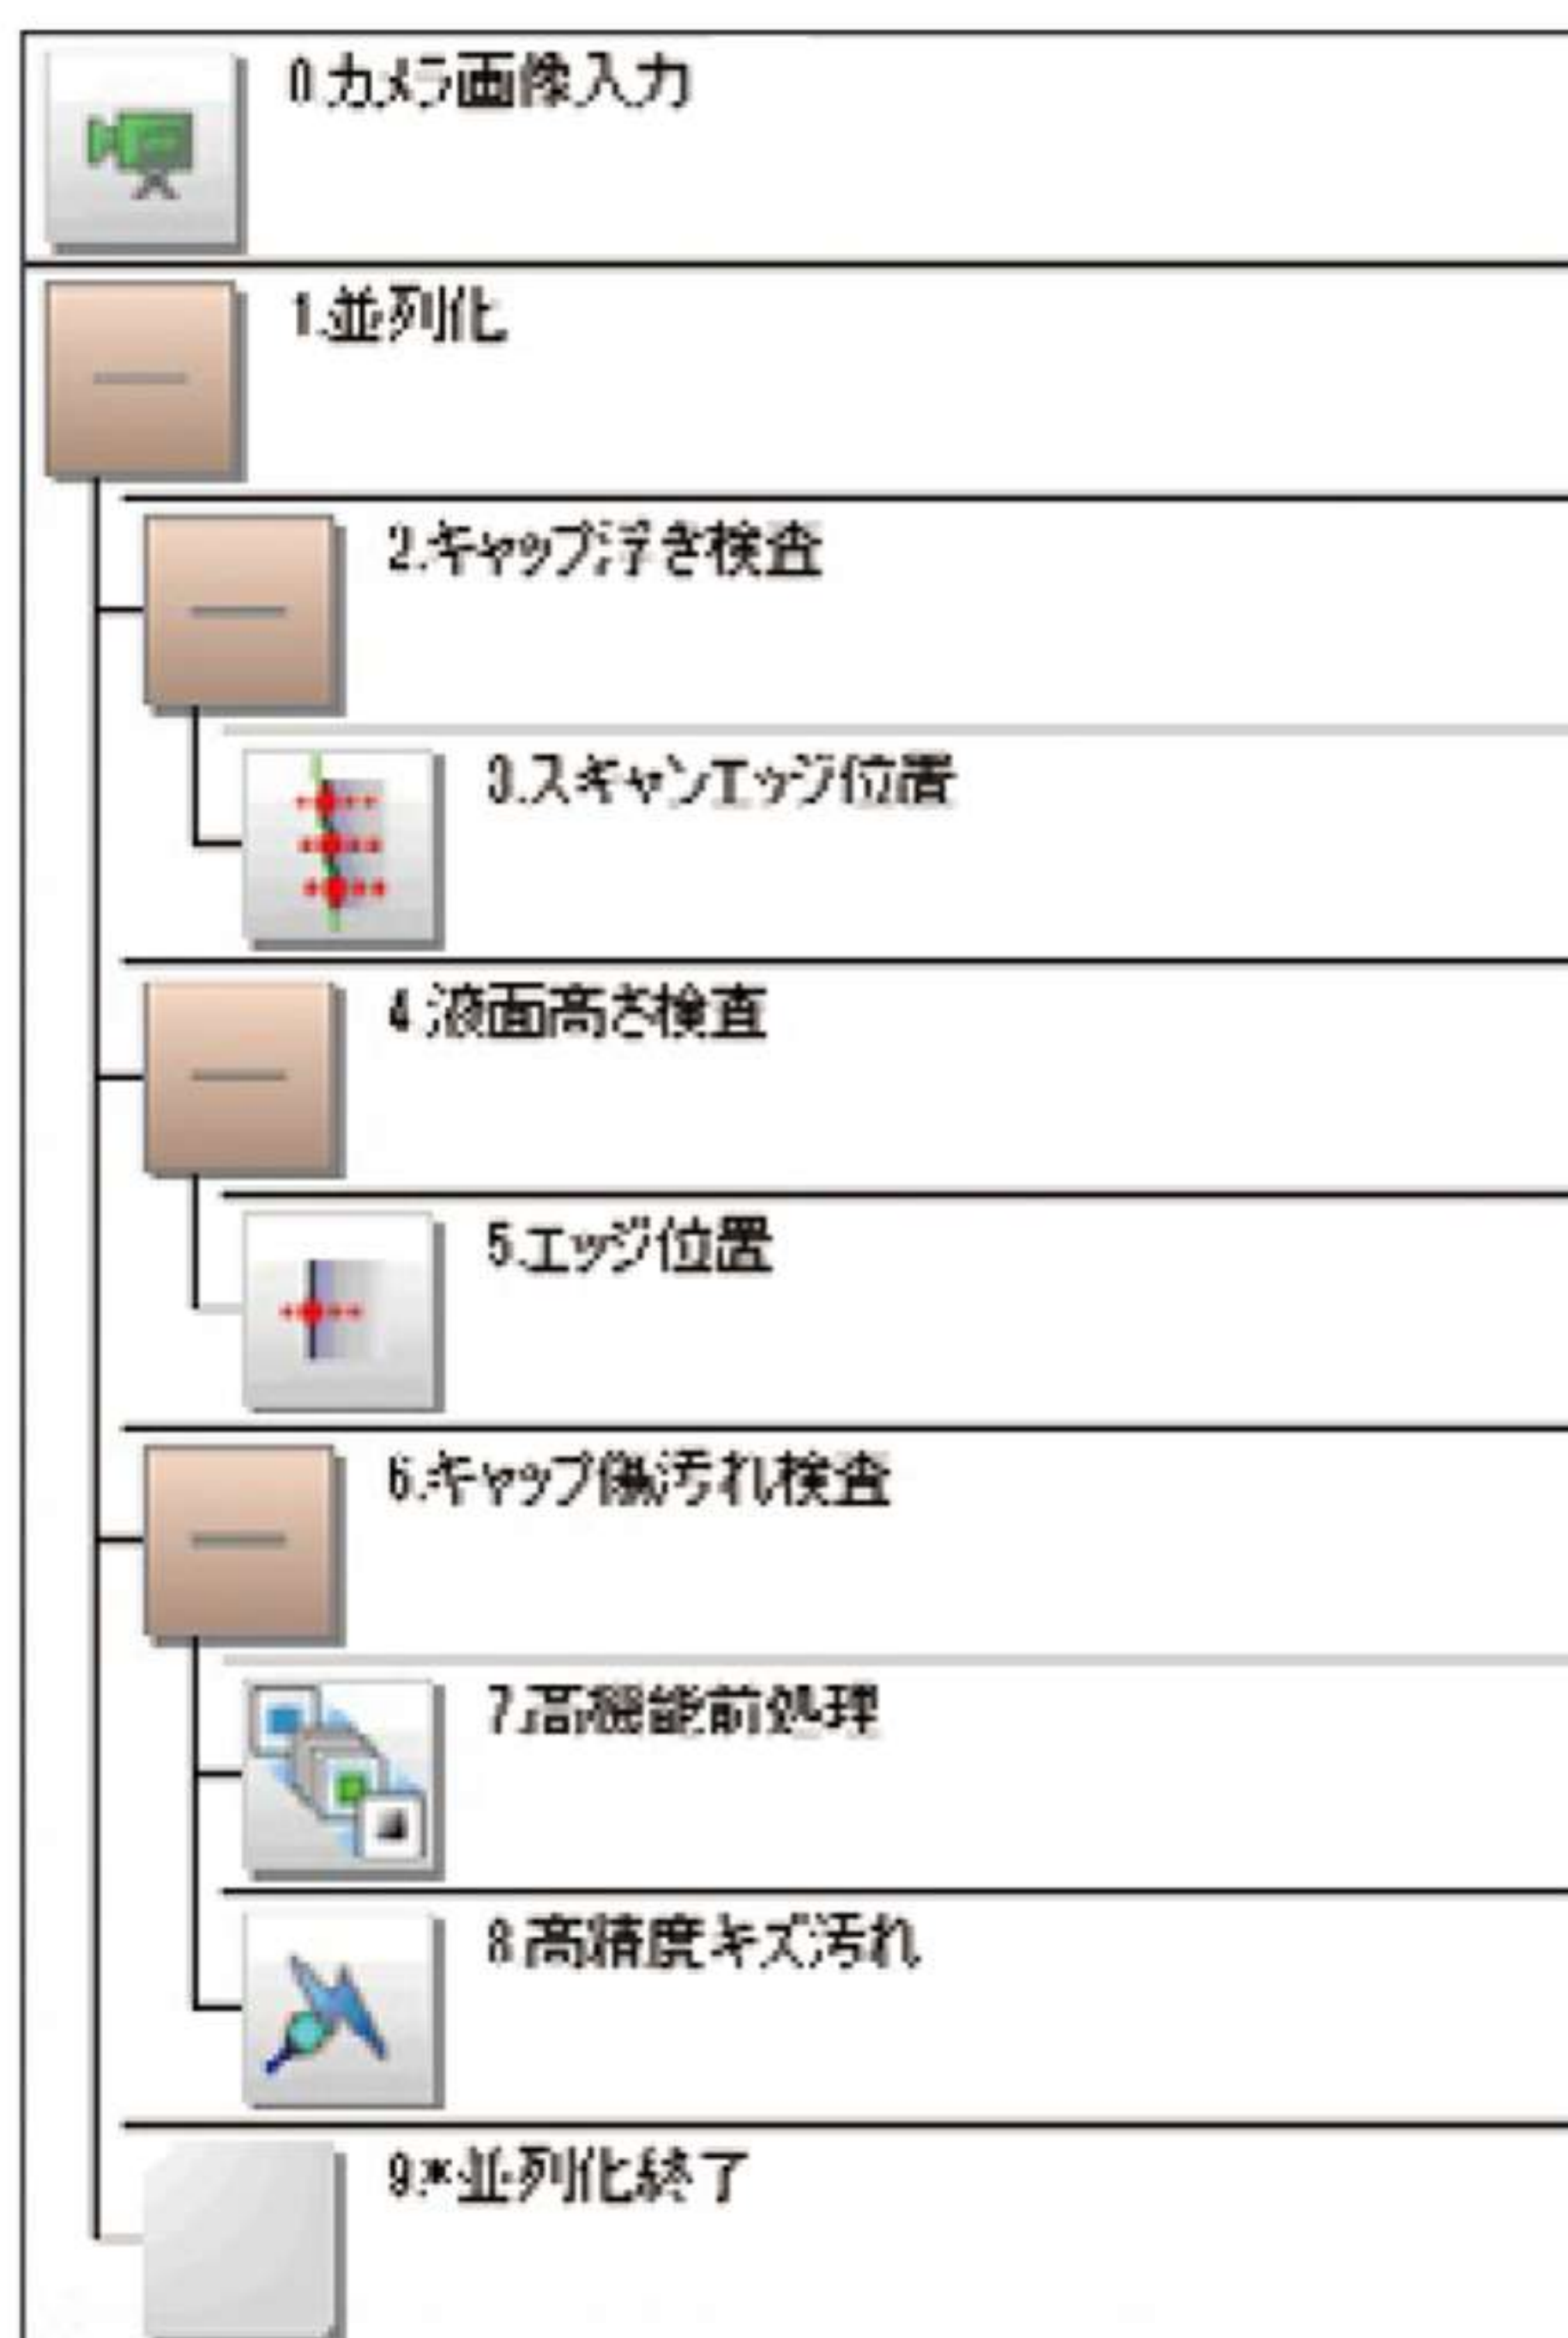 0.カメラ画像入力
1.並列化
2.キャップ浮き検査
3.スキャンエッジ位置
4.液面高さ検査
5.エッジ位置
6.キャップ傷汚れ検査
7.高機能前処理
8.高精度キズ汚れ
9.*並列化終了